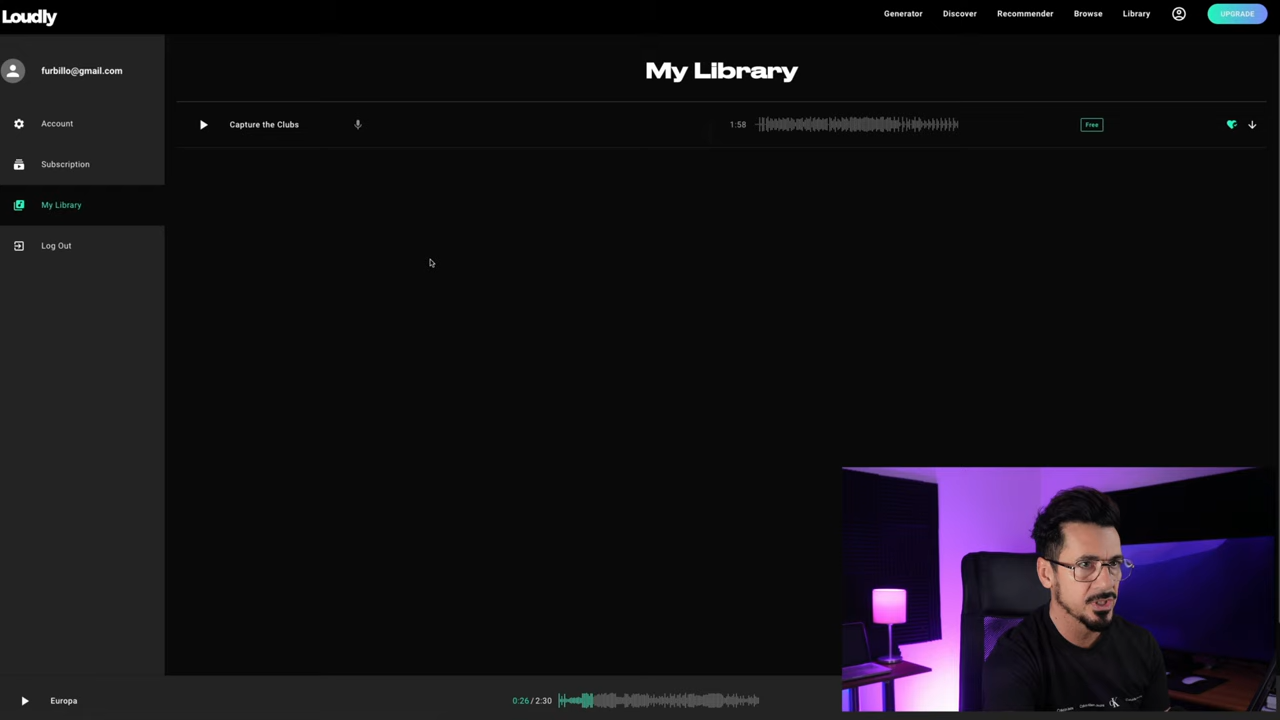 Loudly
Generator
Discover
Recommender
Browse
Library
UPGRADE
furbillo@gmail.com
Account
Subscription
My Library
Log Out
My Library
Capture the Clubs
1:58
Free
Europa
0:26/2:30
CK